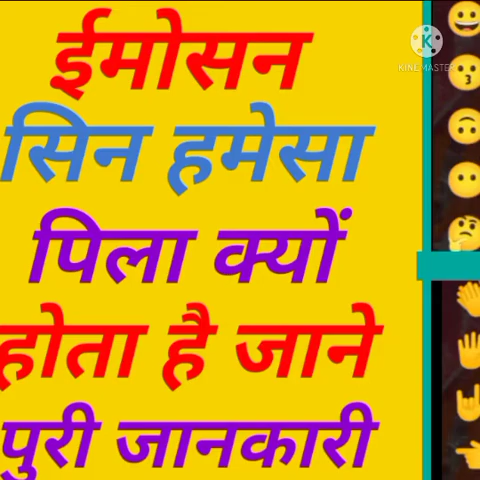 ईमोसन
सिन हमेसा
पिला क्यों
होता है जाने
पुरी जानकारी
K
KINEMASTER